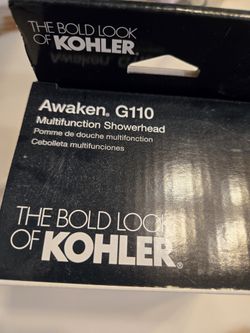 THE BOLD LOOK
OF KOHLER®
Awaken® G110
Multifunction Showerhead
Pomme de douche multifonction
Cebolleta multifunciones
THE BOLD LOOK
OF KOHLER®